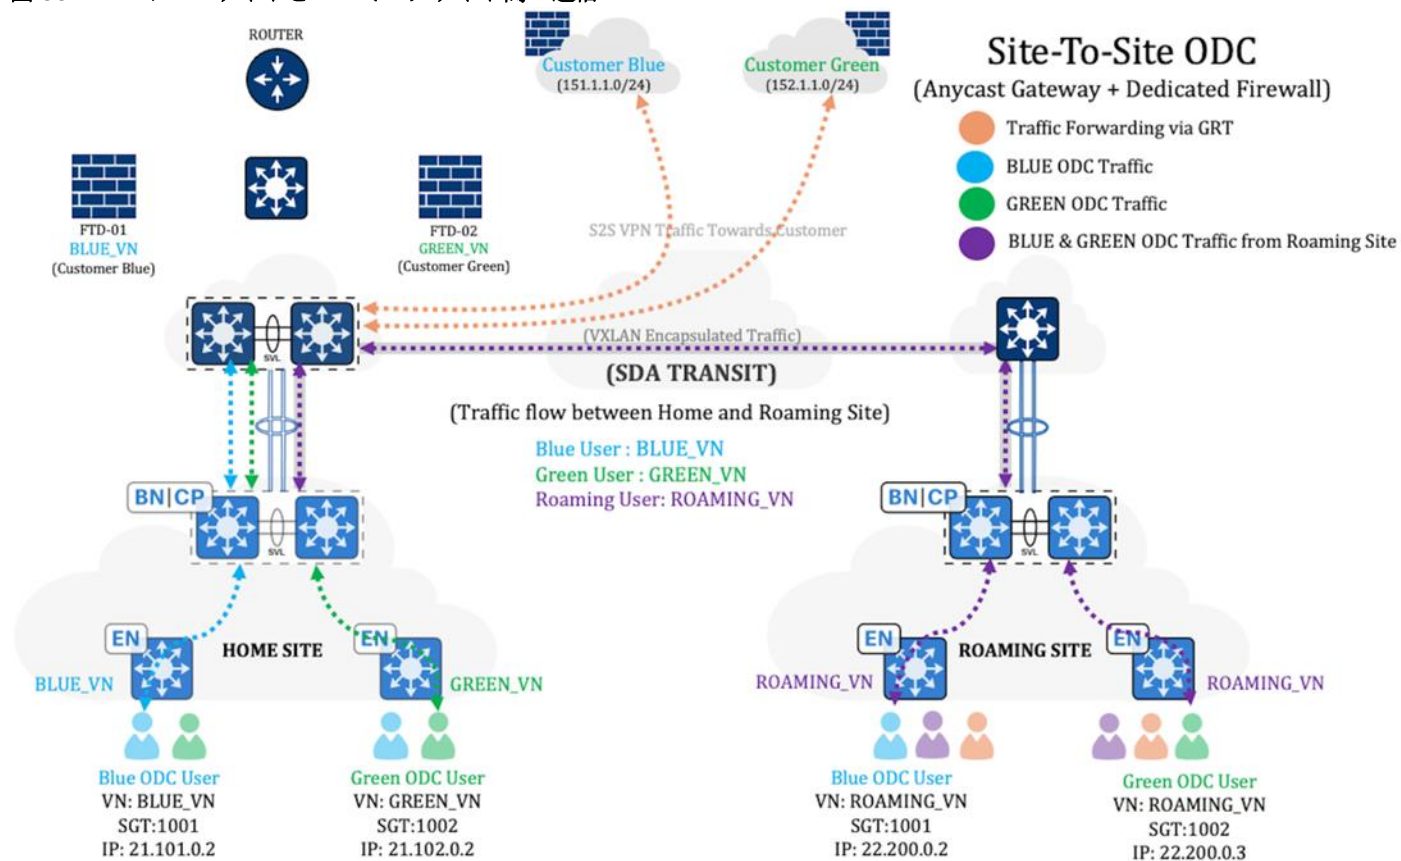 ROUTER
Customer Blue
(151.1.1.0/24)
Customer Green
(152.1.1.0/24)
Site-To-Site ODC
(Anycast Gateway + Dedicated Firewall)
Traffic Forwarding via GRT
BLUE ODC Traffic
GREEN ODC Traffic
BLUE & GREEN ODC Traffic from Roaming Site
FTD-01
BLUE_VN
(Customer Blue)
FTD-02
GREEN_VN
(Customer Green)
S2S VPN Traffic Towards Customer
SVL
(VXLAN Encapsulated Traffic)
(SDA TRANSIT)
(Traffic flow between Home and Roaming Site)
Blue User : BLUE_VN
Green User : GREEN_VN
Roaming User: ROAMING_VN
BN|CP
SVL
BN|CP
SVL
EN
HOME SITE
EN
BLUE_VN
GREEN_VN
EN
ROAMING SITE
EN
ROAMING_VN
ROAMING_VN
Blue ODC User
VN: BLUE_VN
SGT:1001
IP: 21.101.0.2
Green ODC User
VN: GREEN_VN
SGT:1002
IP: 21.102.0.2
Blue ODC User
VN: ROAMING_VN
SGT:1001
IP: 22.200.0.2
Green ODC User
VN: ROAMING_VN
SGT:1002
IP: 22.200.0.3